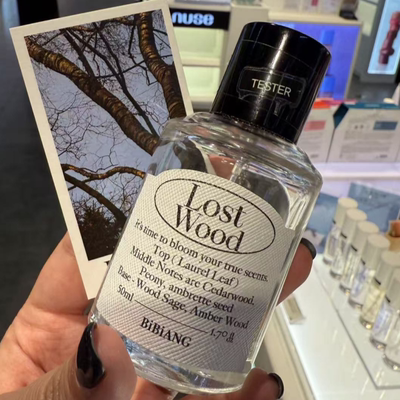 nuse
TESTER
Lost
Wood
It's time to bloom your true scents.
Top (Laurel Leaf)
Middle Notes are Cedarwood,
Peony, ambrette seed
Base - Wood Sage, Amber Wood
50ml 1.70 fl
BiBiANG